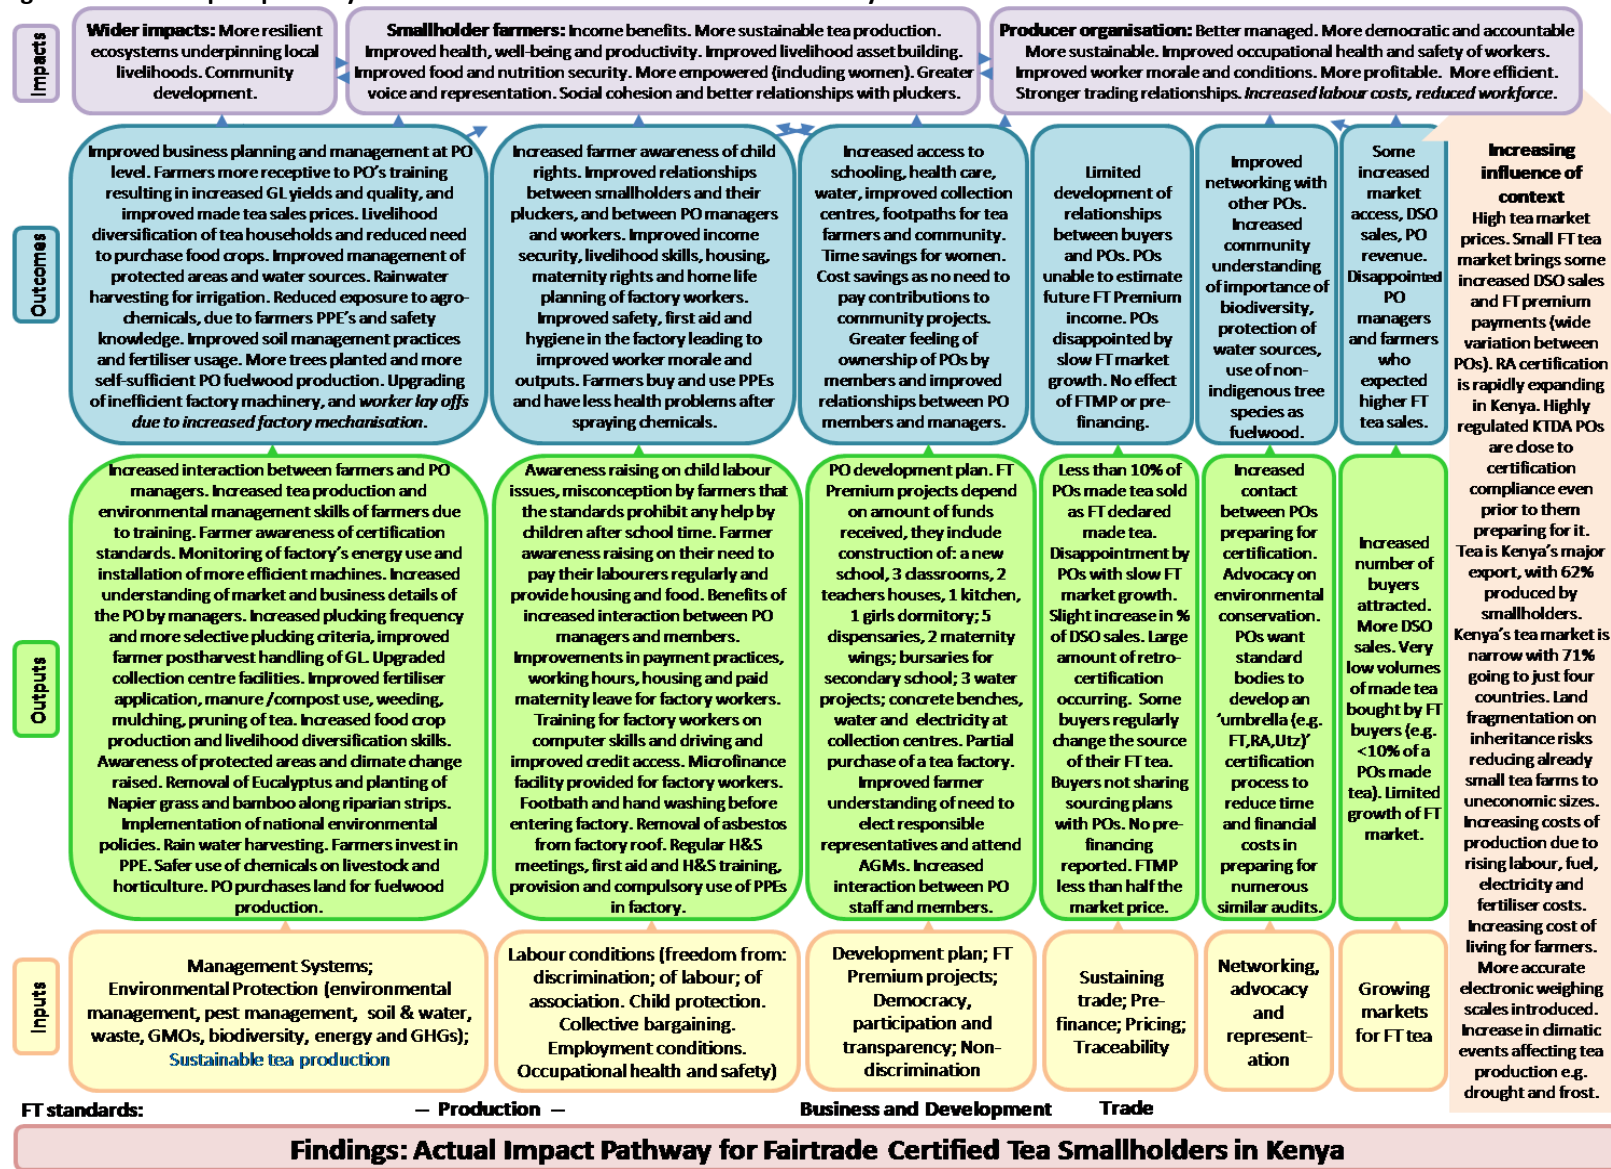 Impacts
Wider impacts: More resilient
ecosystems underpinning local
livelihoods. Community
development.
Smallholder farmers: Income benefits. More sustainable tea production.
Improved health, well-being and productivity. Improved livelihood asset building.
Improved food and nutrition security. More empowered (including women). Greater
voice and representation. Social cohesion and better relationships with pluckers.
Producer organisation: Better managed. More democratic and accountable
More sustainable. Improved occupational health and safety of workers.
Improved worker morale and conditions. More profitable. More efficient.
Stronger trading relationships. Increased labour costs, reduced workforce.
Outcomes
Improved business planning and management at PO
level. Farmers more receptive to PO's training
resulting in increased GL yields and quality, and
improved made tea sales prices. Livelihood
diversification of tea households and reduced need
to purchase food crops. Improved management of
protected areas and water sources. Rainwater
harvesting for irrigation. Reduced exposure to agro-
chemicals, due to farmers PPE's and safety
knowledge. Improved soil management practices
and fertiliser usage. More trees planted and more
self-sufficient PO fuelwood production. Upgrading
of inefficient factory machinery, and worker lay offs
due to increased factory mechanisation.
Increased farmer awareness of child
rights. Improved relationships
between smallholders and their
pluckers, and between PO managers
and workers. Improved income
security, livelihood skills, housing,
maternity rights and home life
planning of factory workers.
Improved safety, first aid and
hygiene in the factory leading to
improved worker morale and
outputs. Farmers buy and use PPEs
and have less health problems after
spraying chemicals.
Increased access to
schooling, health care,
water, improved collection
centres, footpaths for tea
farmers and community.
Time savings for women.
Cost savings as no need to
pay contributions to
community projects.
Greater feeling of
ownership of POs by
members and improved
relationships between PO
members and managers.
Limited
development of
relationships
between buyers
and POs. POs
unable to estimate
future FT Premium
income. POs
disappointed by
slow FT market
growth. No effect
of FTMP or pre-
financing.
Improved
networking with
other POs.
Increased
community
understanding
of importance of
biodiversity,
protection of
water sources,
use of non-
indigenous tree
species as
fuelwood.
Some
increased
market
access, DSO
sales, PO
revenue.
Disappointed
PO
managers
and farmers
who
expected
higher FT
tea sales.
Outputs
Increased interaction between farmers and PO
managers. Increased tea production and
environmental management skills of farmers due
to training. Farmer awareness of certification
standards. Monitoring of factory's energy use and
installation of more efficient machines. Increased
understanding of market and business details of
the PO by managers. Increased plucking frequency
and more selective plucking criteria, improved
farmer postharvest handling of GL. Upgraded
collection centre facilities. Improved fertiliser
application, manure/compost use, weeding,
mulching, pruning of tea. Increased food crop
production and livelihood diversification skills.
Awareness of protected areas and climate change
raised. Removal of Eucalyptus and planting of
Napier grass and bamboo along riparian strips.
Implementation of national environmental
policies. Rain water harvesting. Farmers invest in
PPE. Safer use of chemicals on livestock and
horticulture. PO purchases land for fuelwood
production.
Awareness raising on child labour
issues, misconception by farmers that
the standards prohibit any help by
children after school time. Farmer
awareness raising on their need to
pay their labourers regularly and
provide housing and food. Benefits of
increased interaction between PO
managers and members.
Improvements in payment practices,
working hours, housing and paid
maternity leave for factory workers.
Training for factory workers on
computer skills and driving and
improved credit access. Microfinance
facility provided for factory workers.
Footbath and hand washing before
entering factory. Removal of asbestos
from factory roof. Regular H&S
meetings, first aid and H&S training,
provision and compulsory use of PPEs
in factory.
PO development plan. FT
Premium projects depend
on amount of funds
received, they include
construction of: a new
school, 3 classrooms, 2
teachers houses, 1 kitchen,
1 girls dormitory; 5
dispensaries, 2 maternity
wings; bursaries for
secondary school; 3 water
projects; concrete benches,
water and electricity at
collection centres. Partial
purchase of a tea factory.
Improved farmer
understanding of need to
elect responsible
representatives and attend
AGMs. Increased
interaction between PO
staff and members.
Less than 10% of
POs made tea sold
as FT declared
made tea.
Disappointment by
POs with slow FT
market growth.
Slight increase in %
of DSO sales. Large
amount of retro-
certification
occurring. Some
buyers regularly
change the source
of their FT tea.
Buyers not sharing
sourcing plans
with POs. No pre-
financing
reported. FTMP
less than half the
market price.
Increased
contact
between POs
preparing for
certification.
Advocacy on
environmental
conservation.
POs want
standard
bodies to
develop an
'umbrella (e.g.
FT,RA,Utz)'
certification
process to
reduce time
and financial
costs in
preparing for
numerous
similar audits.
Increased
number of
buyers
attracted.
More DSO
sales. Very
low volumes
of made tea
bought by FT
buyers (e.g.
<10% of a
POs made
tea). Limited
growth of FT
market.
Inputs
Management Systems;
Environmental Protection (environmental
management, pest management, soil & water,
waste, GMOs, biodiversity, energy and GHGs);
Sustainable tea production
Labour conditions (freedom from:
discrimination; of labour; of
association. Child protection.
Collective bargaining.
Employment conditions.
Occupational health and safety)
Development plan; FT
Premium projects;
Democracy,
participation and
transparency; Non-
discrimination
Sustaining
trade; Pre-
finance; Pricing;
Traceability
Networking,
advocacy
and
represent-
ation
Growing
markets
for FT tea
Increasing
influence of
context
High tea market
prices. Small FT tea
market brings some
increased DSO sales
and FT premium
payments (wide
variation between
POs). RA certification
is rapidly expanding
in Kenya. Highly
regulated KTDA POs
are close to
certification
compliance even
prior to them
preparing for it.
Tea is Kenya's major
export, with 62%
produced by
smallholders.
Kenya's tea market is
narrow with 71%
going to just four
countries. Land
fragmentation on
inheritance risks
reducing already
small tea farms to
uneconomic sizes.
Increasing costs of
production due to
rising labour, fuel,
electricity and
fertiliser costs.
Increasing cost of
living for farmers.
More accurate
electronic weighing
scales introduced.
Increase in climatic
events affecting tea
production e.g.
drought and frost.
FT standards:
– Production –
Business and Development
Trade
Findings: Actual Impact Pathway for Fairtrade Certified Tea Smallholders in Kenya